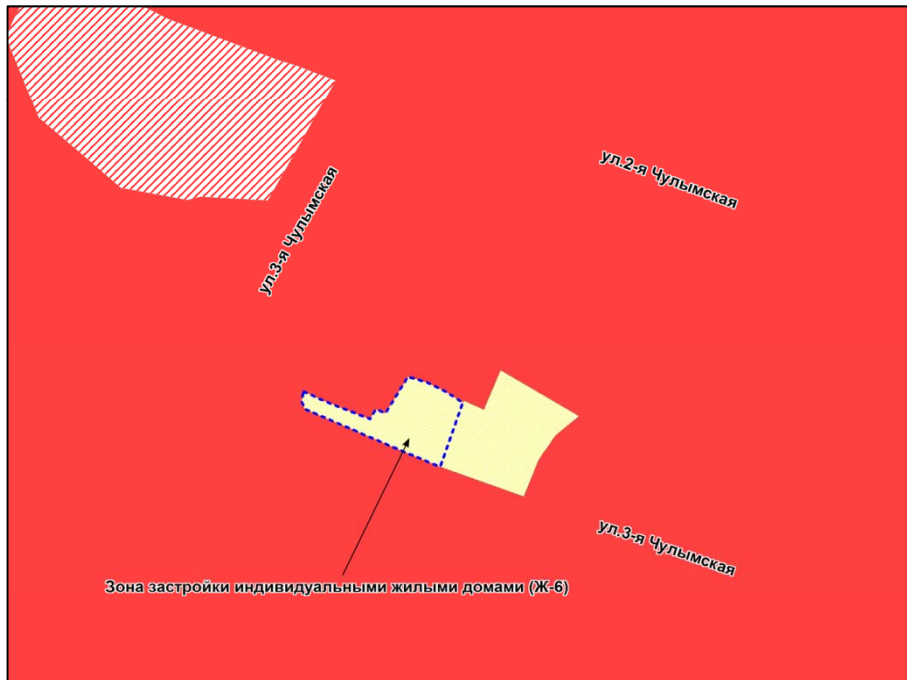 ул.2-я Чулымская
ул.3-я Чулымская
ул.3-я Чулымская
Зона застройки индивидуальными жилыми домами (Ж-6)